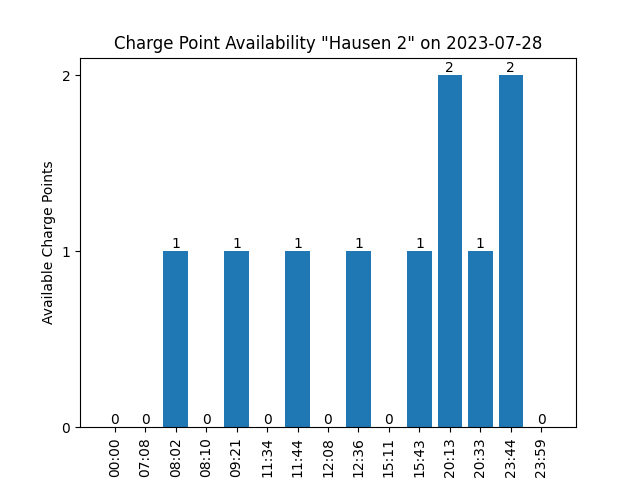 Charge Point Availability "Hausen 2" on 2023-07-28
Available Charge Points
2
1
0
0 0 1 0 1 0 1 0 1 0 1 2 1 2 0
00:00 07:08 08:02 08:10 09:21 11:34 11:44 12:08 12:36 15:11 15:43 20:13 20:33 23:44 23:59